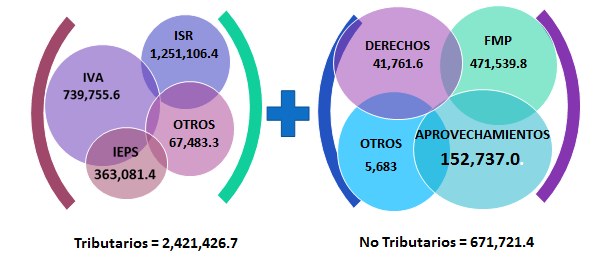 ISR
1,251,106.4
IVA
739,755.6
OTROS
67,483.3
IEPS
363,081.4
Tributarios = 2,421,426.7
DERECHOS
41,761.6
FMP
471,539.8
OTROS
5,683
APROVECHAMIENTOS
152,737.0.
No Tributarios = 671,721.4